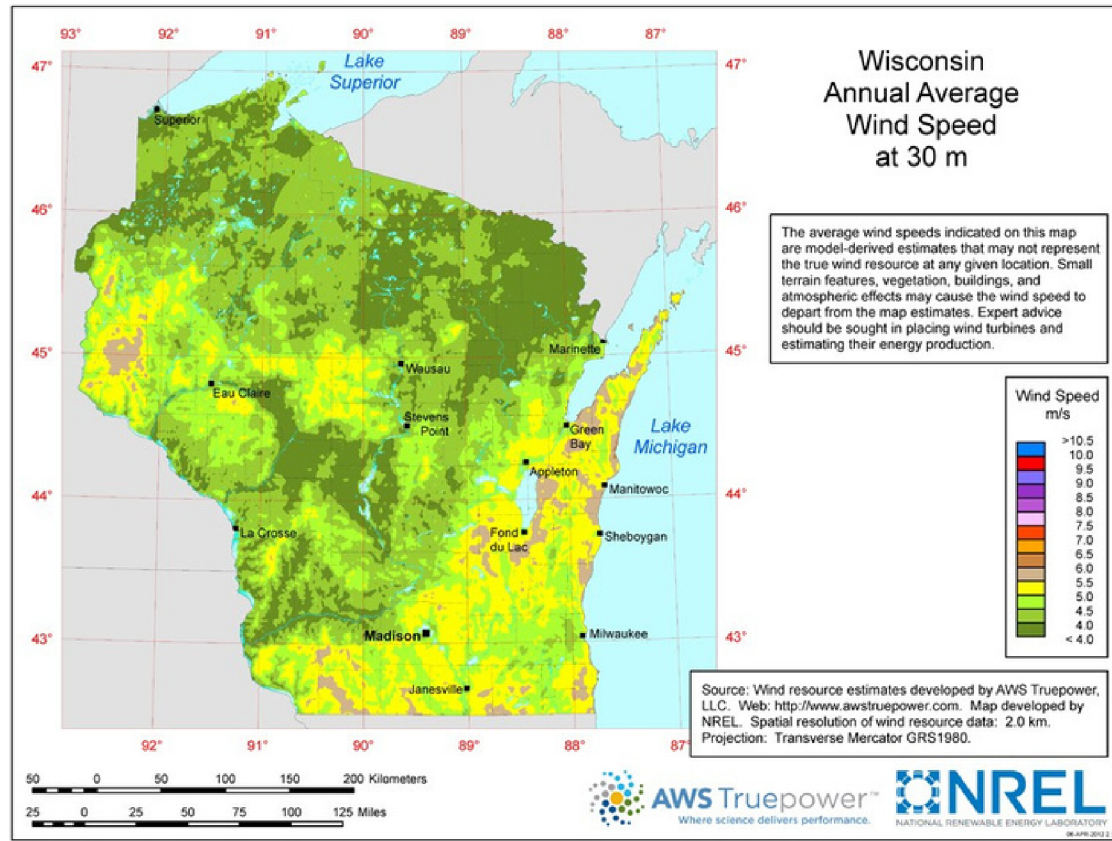 93°
92°
91°
90°
89°
88°
87°
47°
47°
46°
46°
45°
45°
44°
44°
43°
43°
92°
91°
90°
89°
88°
87°
Lake
Superior
Superior
Marinette
Wausau
Eau Claire
Stevens
Point
Green
Bay
Lake
Michigan
Appleton
Manitowoc
La Crosse
Fond
du Lac
Sheboygan
Madison
Milwaukee
Janesville
Wisconsin
Annual Average
Wind Speed
at 30 m
The average wind speeds indicated on this map
are model-derived estimates that may not represent
the true wind resource at any given location. Small
terrain features, vegetation, buildings, and
atmospheric effects may cause the wind speed to
depart from the map estimates. Expert advice
should be sought in placing wind turbines and
estimating their energy production.
Wind Speed
m/s
>10.5
10.0
9.5
9.0
8.5
8.0
7.5
7.0
6.5
6.0
5.5
5.0
4.5
4.0
< 4.0
Source: Wind resource estimates developed by AWS Truepower,
LLC. Web: http://www.awstruepower.com. Map developed by
NREL. Spatial resolution of wind resource data: 2.0 km.
Projection: Transverse Mercator GRS1980.
50 0 50 100 150 200 Kilometers
25 0 25 50 75 100 125 Miles
AWS Truepower™
Where science delivers performance.
NREL
NATIONAL RENEWABLE ENERGY LABORATORY